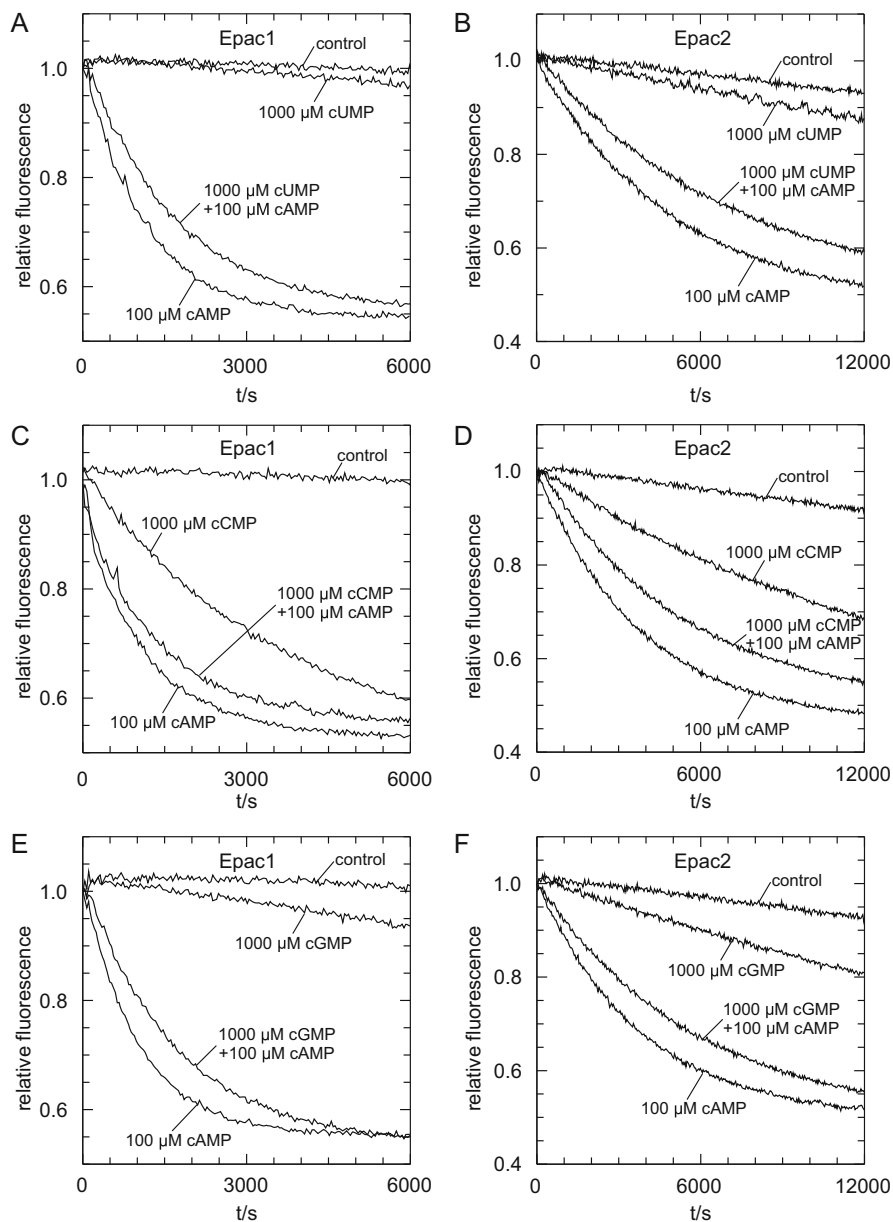 A
Epac1
control
1000 µM cUMP
1000 µM cUMP
+100 µM cAMP
100 µM cAMP
relative fluorescence
1.0
0.8
0.6
0
3000
6000
t/s
B
Epac2
control
1000 µM cUMP
1000 µM cUMP
+100 µM cAMP
100 µM cAMP
relative fluorescence
1.0
0.8
0.6
0.4
0
6000
12000
t/s
C
Epac1
control
1000 µM cCMP
1000 µM cCMP
+100 µM cAMP
100 µM cAMP
relative fluorescence
1.0
0.8
0.6
0
3000
6000
t/s
D
Epac2
control
1000 µM cCMP
1000 µM cCMP
+100 µM cAMP
100 µM cAMP
relative fluorescence
1.0
0.8
0.6
0.4
0
6000
12000
t/s
E
Epac1
control
1000 µM cGMP
1000 µM cGMP
+100 µM cAMP
100 µM cAMP
relative fluorescence
1.0
0.8
0.6
0
3000
6000
t/s
F
Epac2
control
1000 µM cGMP
1000 µM cGMP
+100 µM cAMP
100 µM cAMP
relative fluorescence
1.0
0.8
0.6
0.4
0
6000
12000
t/s